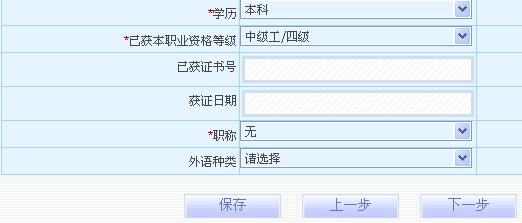 *学历 本科
*已获本职业资格等级 中级工/四级
已获证书号
获证日期
*职称 无
外语种类 请选择
保存 上一步 下一步